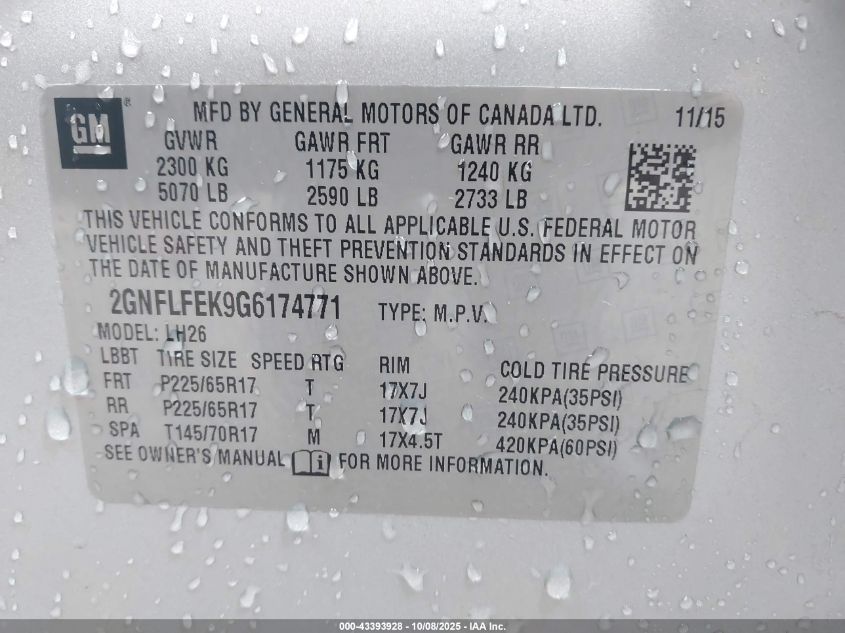 GM ®
MFD BY GENERAL MOTORS OF CANADA LTD. 11/15
GVWR GAWR FRT GAWR RR
2300 KG 1175 KG 1240 KG
5070 LB 2590 LB 2733 LB
THIS VEHICLE CONFORMS TO ALL APPLICABLE U.S. FEDERAL MOTOR
VEHICLE SAFETY AND THEFT PREVENTION STANDARDS IN EFFECT ON
THE DATE OF MANUFACTURE SHOWN ABOVE.
2GNFLFEK9G6174771 TYPE: M.P.V.
MODEL: LH26
LBBT TIRE SIZE SPEED RTG RIM COLD TIRE PRESSURE
FRT P225/65R17 T 17X7J 240KPA(35PSI)
RR P225/65R17 T 17X7J 240KPA(35PSI)
SPA T145/70R17 M 17X4.5T 420KPA(60PSI)
SEE OWNER'S MANUAL i FOR MORE INFORMATION.
000-43393928 - 10/08/2025 - IAA Inc.